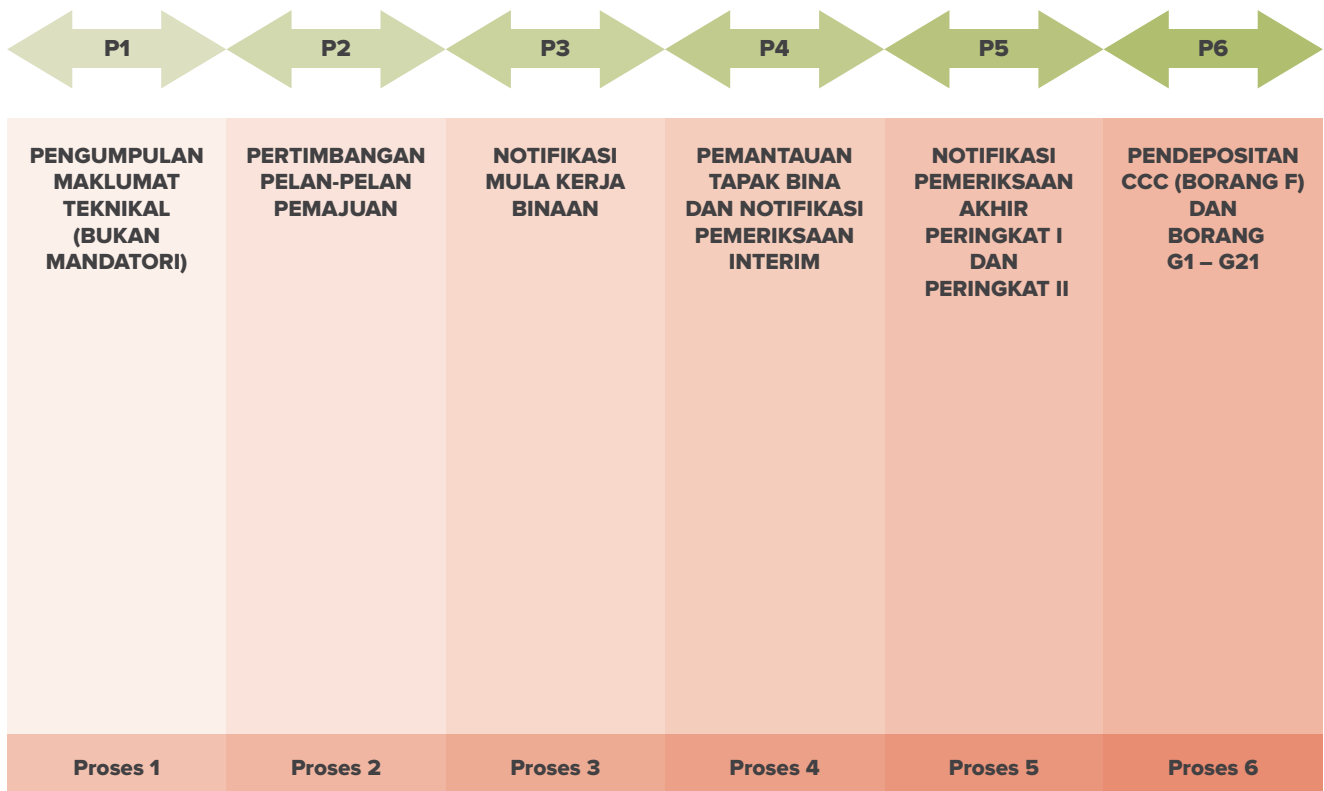 P1
P2
P3
P4
P5
P6
PENGUMPULAN
MAKLUMAT
TEKNIKAL
(BUKAN
MANDATORI)
PERTIMBANGAN
PELAN-PELAN
PEMAJUAN
NOTIFIKASI
MULA KERJA
BINAAN
PEMANTAUAN
TAPAK BINA
DAN NOTIFIKASI
PEMERIKSAAN
INTERIM
NOTIFIKASI
PEMERIKSAAN
AKHIR
PERINGKAT I
DAN
PERINGKAT II
PENDEPOSITAN
CCC (BORANG F)
DAN
BORANG
G1 – G21
Proses 1
Proses 2
Proses 3
Proses 4
Proses 5
Proses 6